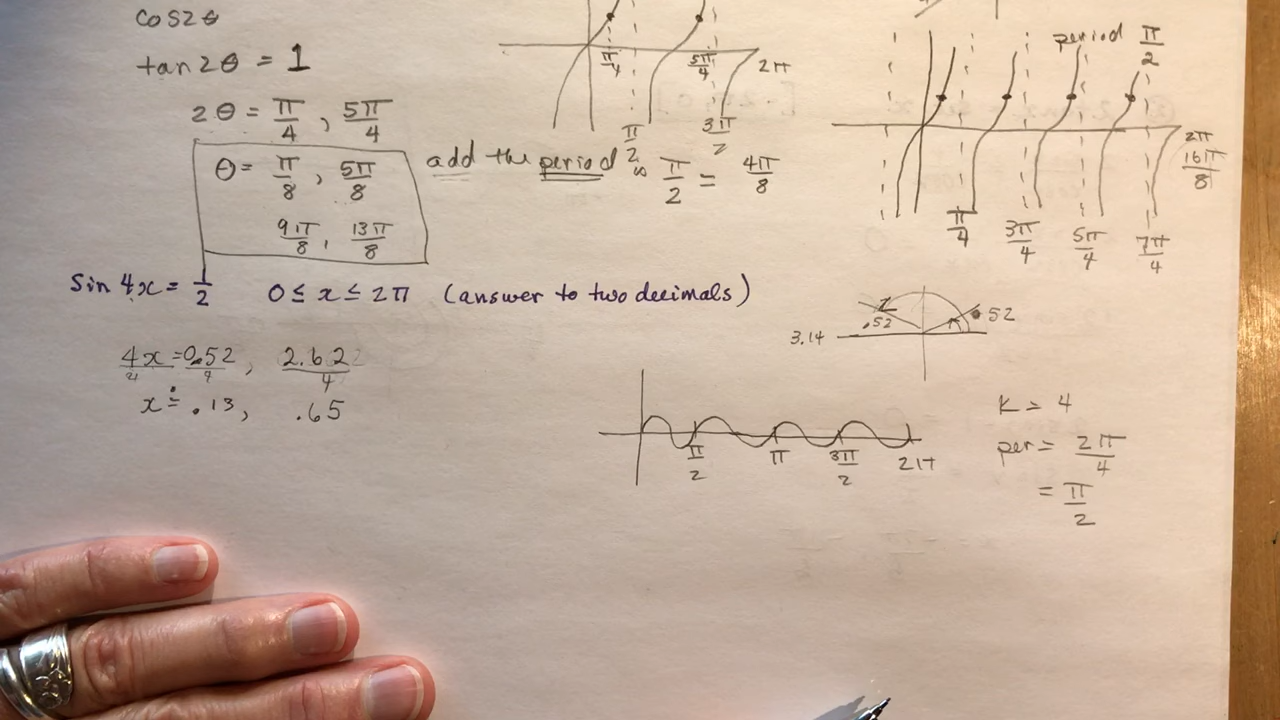 cos2θ
tan2θ = 1
2θ = π/4 , 5π/4
θ = π/8 , 5π/8
9π/8 , 13π/8
add the period is π/2 = 4π/8
π/4 5π/4 2π
π/2 3π/2
period π/2
2π
16π/8
π/4 3π/4 5π/4 7π/4
sin 4x = 1/2 0 ≤ x ≤ 2π (answer to two decimals)
4x/4 = 0.52/4 , 2.62/4
x ≐ .13, .65
3.14 .52 .52
π/2 π 3π/2 2π
K = 4
per = 2π/4
= π/2